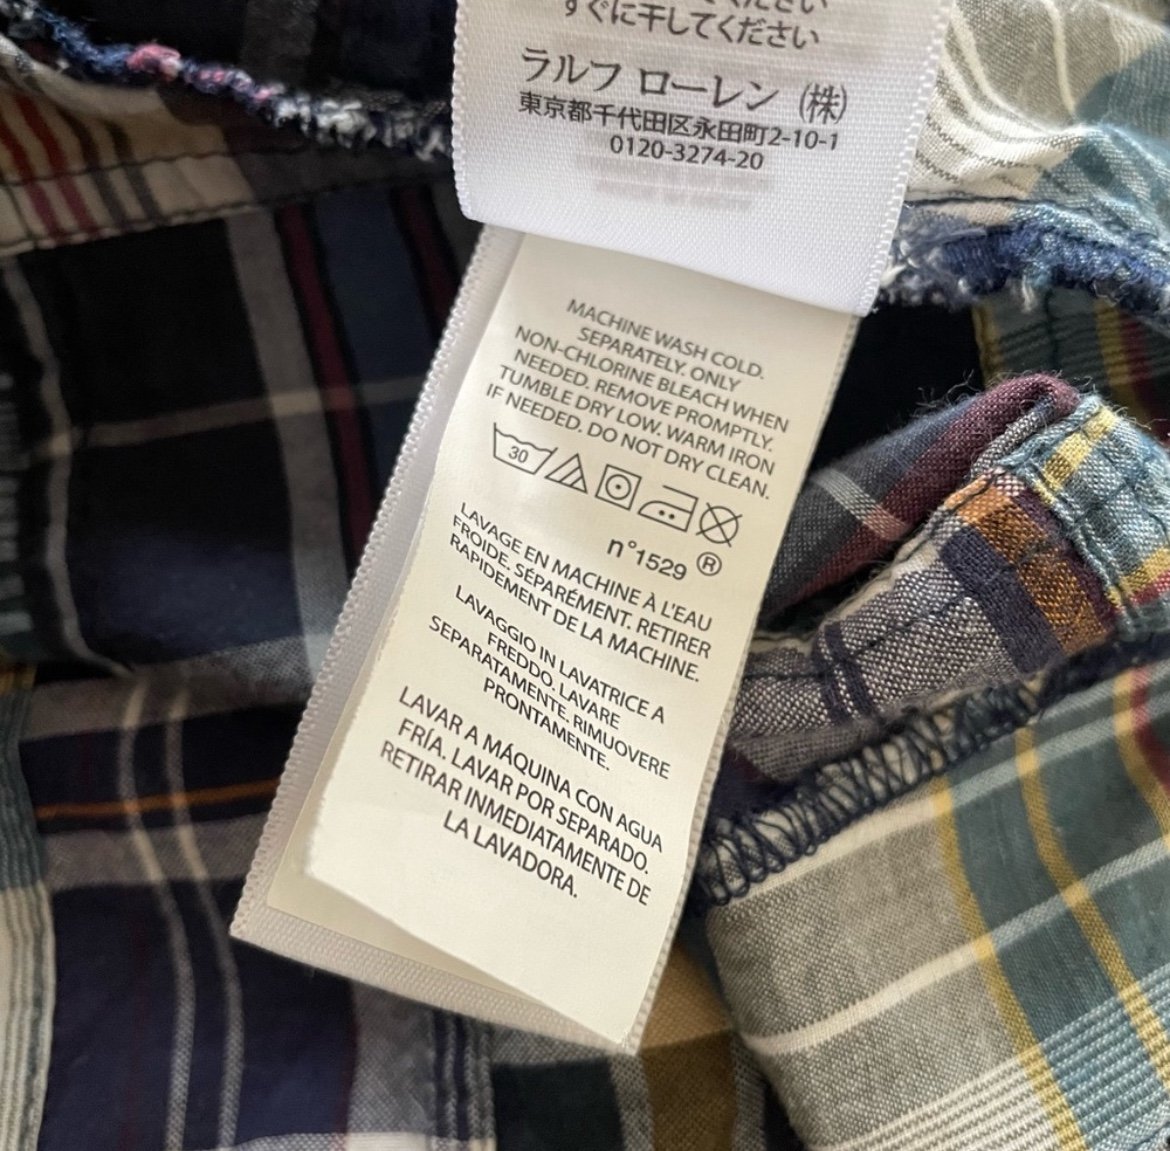 ください
すぐに干してください
ラルフ ローレン (株)
東京都千代田区永田町2-10-1
0120-3274-20
MACHINE WASH COLD.
SEPARATELY. ONLY
NON-CHLORINE BLEACH WHEN
NEEDED. REMOVE PROMPTLY.
TUMBLE DRY LOW. WARM IRON
IF NEEDED. DO NOT DRY CLEAN.
30
n°1529 ®
LAVAGE EN MACHINE À L'EAU
FROIDE. SÉPARÉMENT. RETIRER
RAPIDEMENT DE LA MACHINE.
LAVAGGIO IN LAVATRICE A
FREDDO. LAVARE
SEPARATAMENTE. RIMUOVERE
PRONTAMENTE.
LAVAR A MÁQUINA CON AGUA
FRÍA. LAVAR POR SEPARADO.
RETIRAR INMEDIATAMENTE DE
LA LAVADORA.